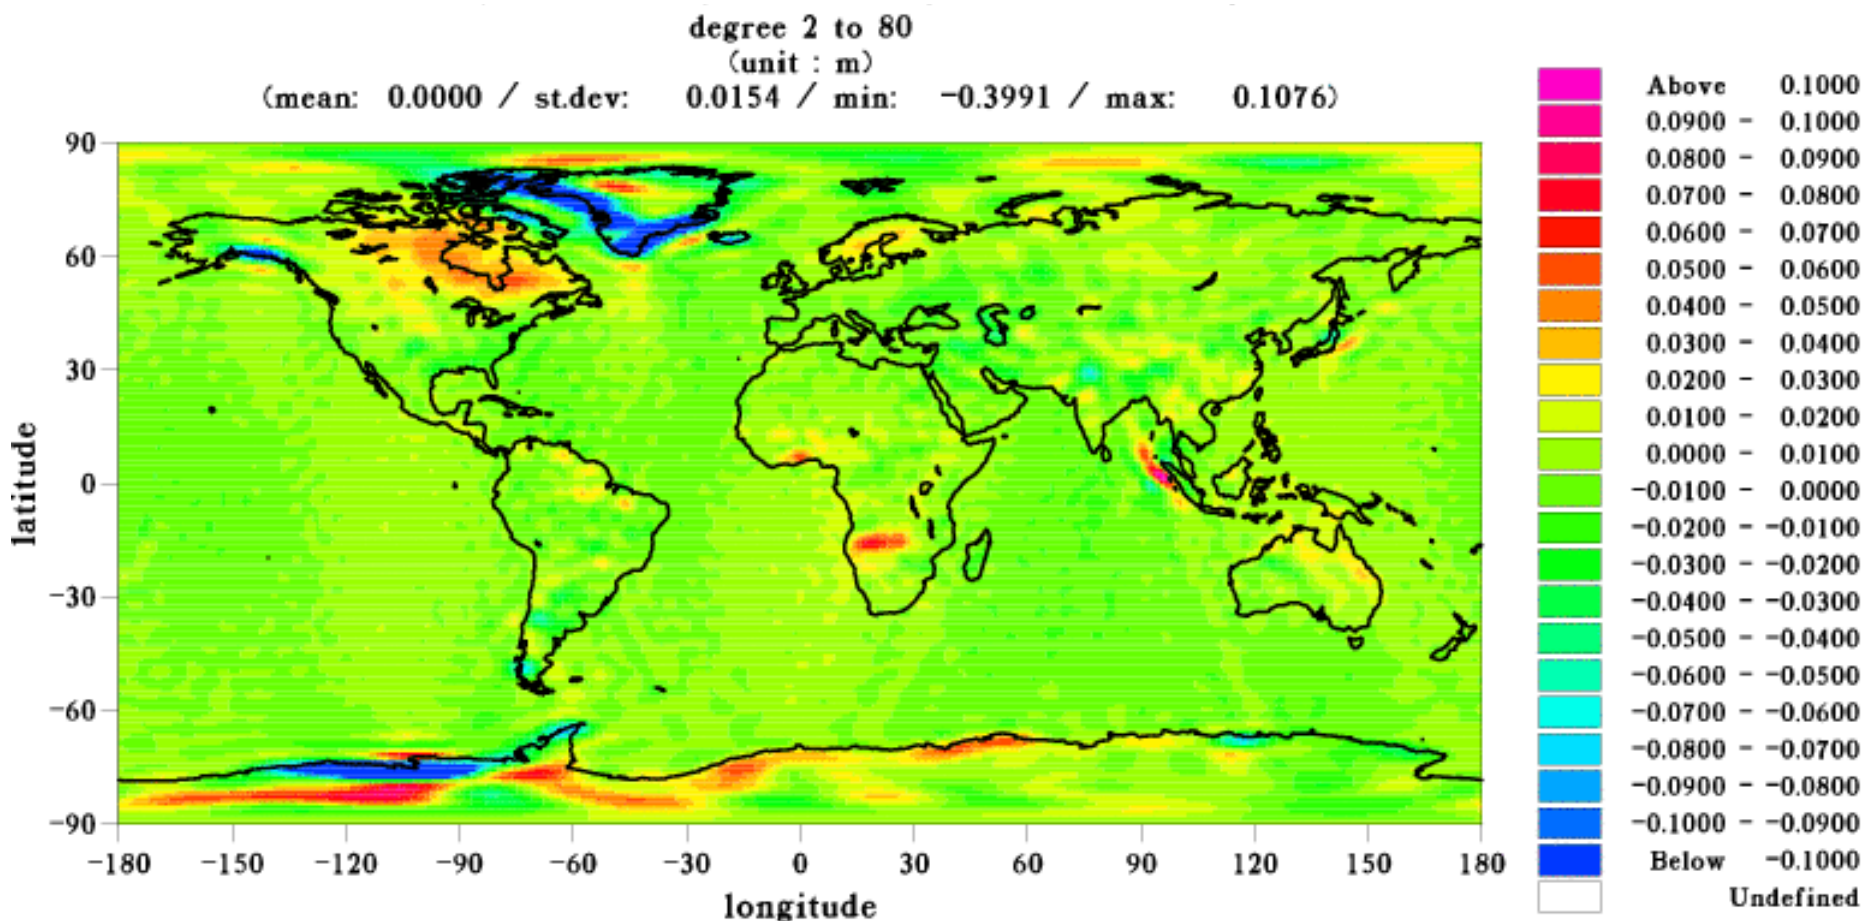 degree 2 to 80
(unit : m)
(mean: 0.0000 / st.dev: 0.0154 / min: −0.3991 / max: 0.1076)
Above 0.1000
0.0900 − 0.1000
0.0800 − 0.0900
0.0700 − 0.0800
0.0600 − 0.0700
0.0500 − 0.0600
0.0400 − 0.0500
0.0300 − 0.0400
0.0200 − 0.0300
0.0100 − 0.0200
0.0000 − 0.0100
−0.0100 − 0.0000
−0.0200 − −0.0100
−0.0300 − −0.0200
−0.0400 − −0.0300
−0.0500 − −0.0400
−0.0600 − −0.0500
−0.0700 − −0.0600
−0.0800 − −0.0700
−0.0900 − −0.0800
−0.1000 − −0.0900
Below −0.1000
Undefined
90
60
30
0
−30
−60
−90
latitude
−180 −150 −120 −90 −60 −30 0 30 60 90 120 150 180
longitude